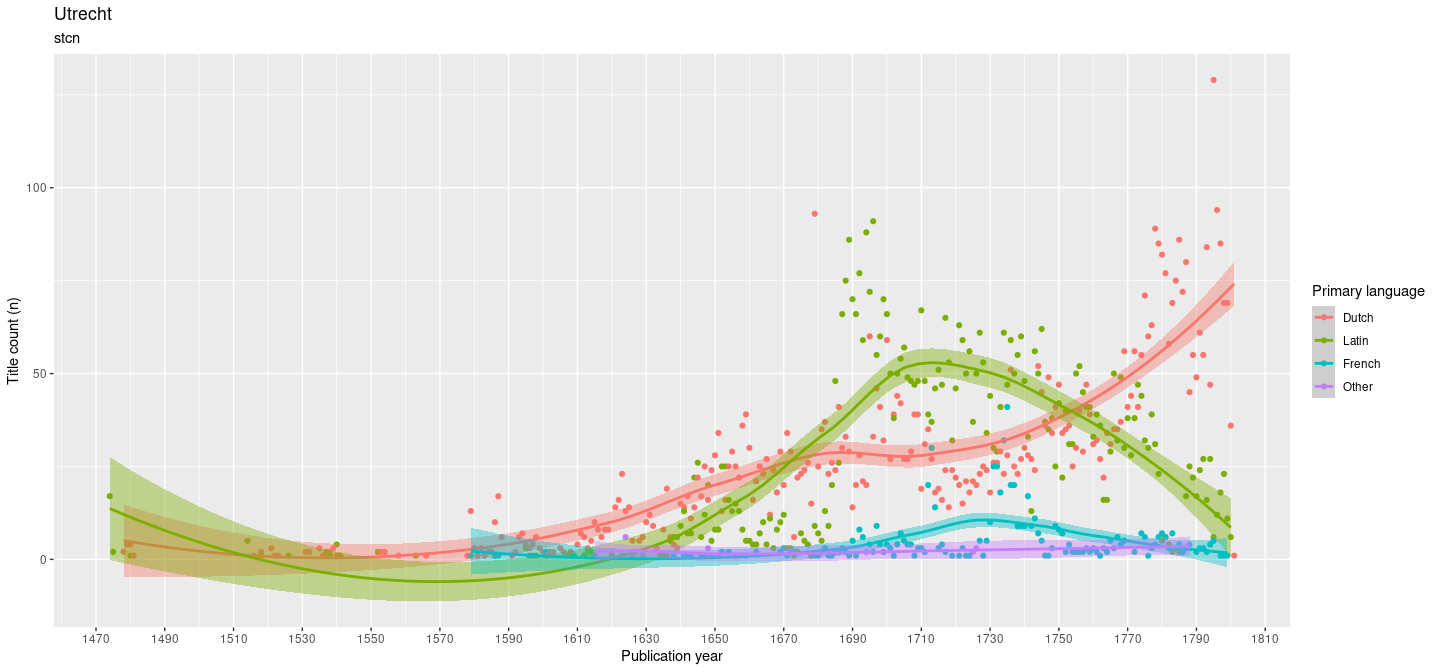 Utrecht
stcn
Title count (n)
100
50
0
1470 1490 1510 1530 1550 1570 1590 1610 1630 1650 1670 1690 1710 1730 1750 1770 1790 1810
Publication year
Primary language
Dutch
Latin
French
Other